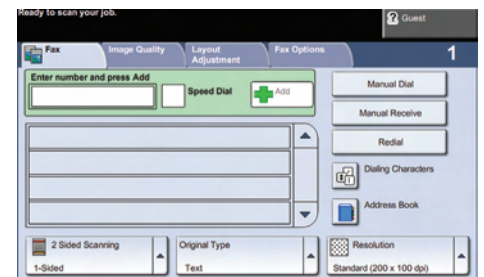 Ready to scan your job.
Guest
Fax
Image Quality
Layout
Adjustment
Fax Options
1
Enter number and press Add
Speed Dial
Add
Manual Dial
Manual Receive
Redial
Dialing Characters
Address Book
2 Sided Scanning
1-Sided
Original Type
Text
Resolution
Standard (200 x 100 dpi)